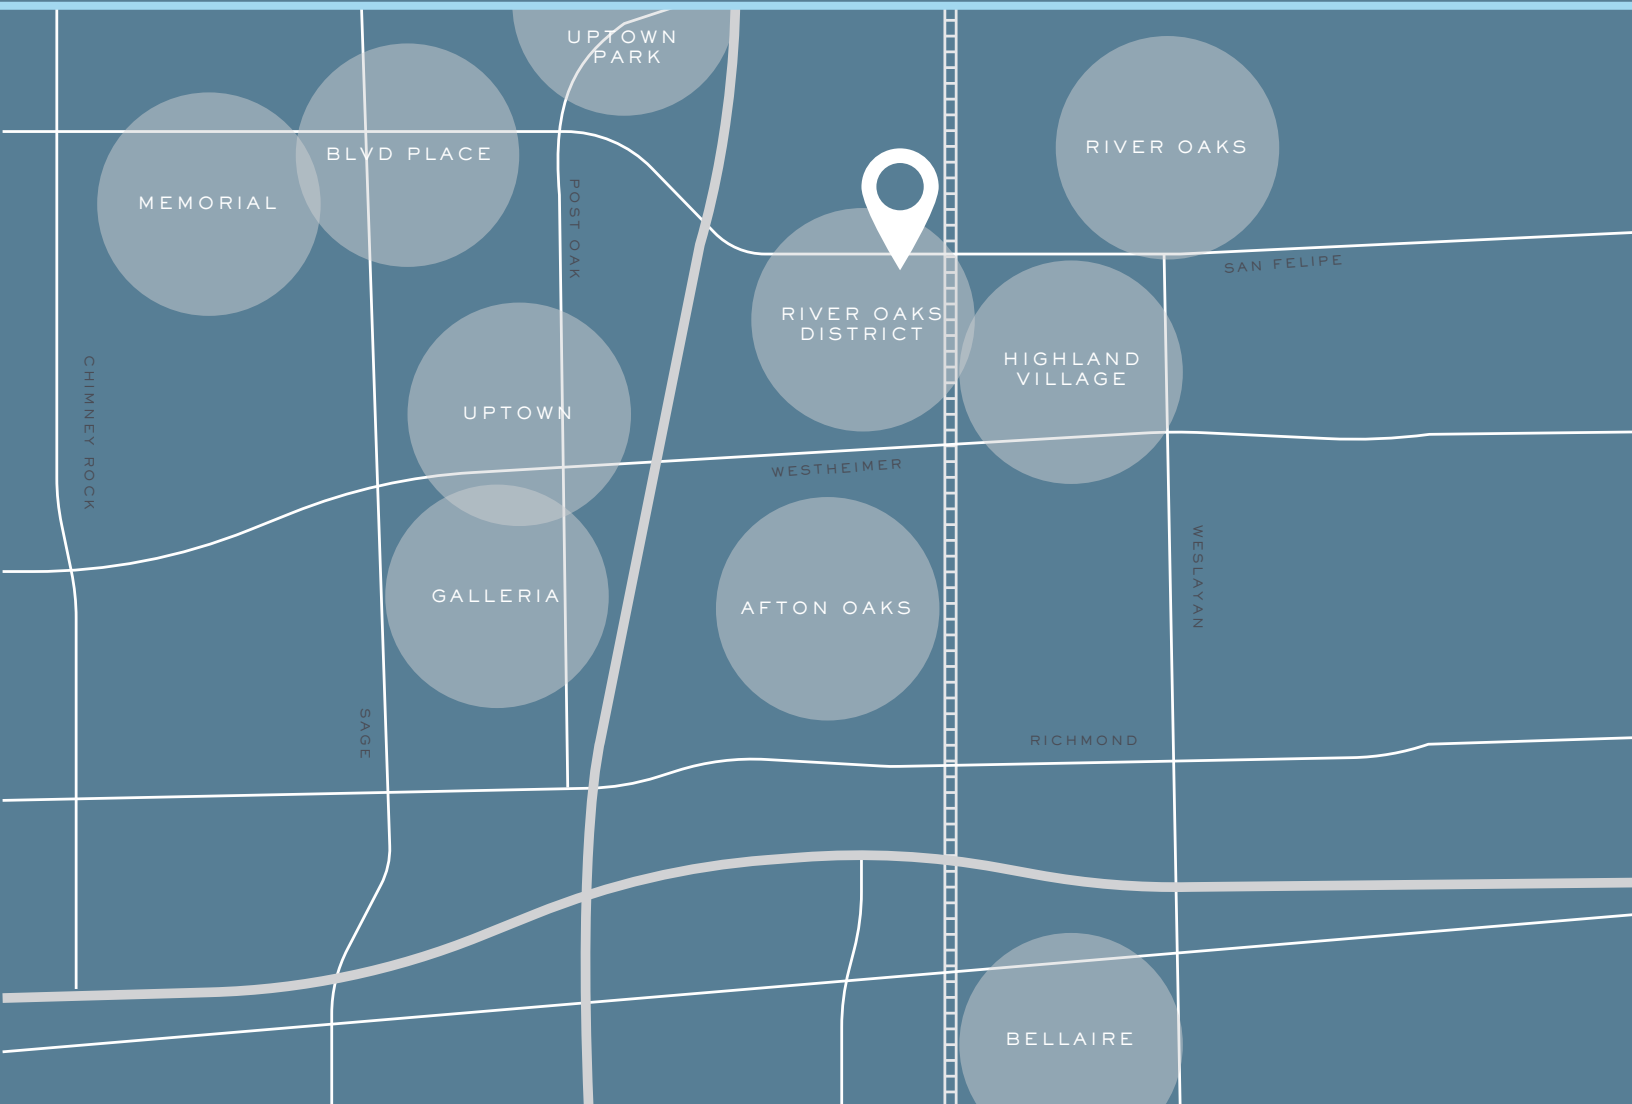 UPTOWN
PARK
BLVD PLACE
RIVER OAKS
MEMORIAL
POST OAK
SAN FELIPE
RIVER OAKS
DISTRICT
HIGHLAND
VILLAGE
CHIMNEY ROCK
UPTOWN
WESTHEIMER
GALLERIA
AFTON OAKS
WESLAYAN
SAGE
RICHMOND
BELLAIRE